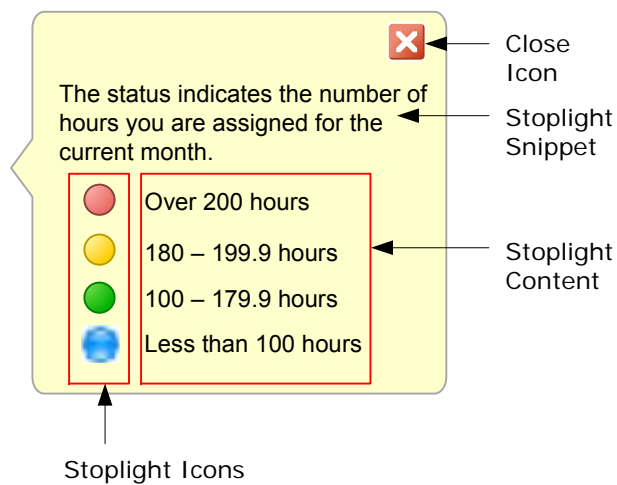 Close
Icon
The status indicates the number of
hours you are assigned for the
current month.
Stoplight
Snippet
Over 200 hours
180 – 199.9 hours
100 – 179.9 hours
Less than 100 hours
Stoplight
Content
Stoplight Icons